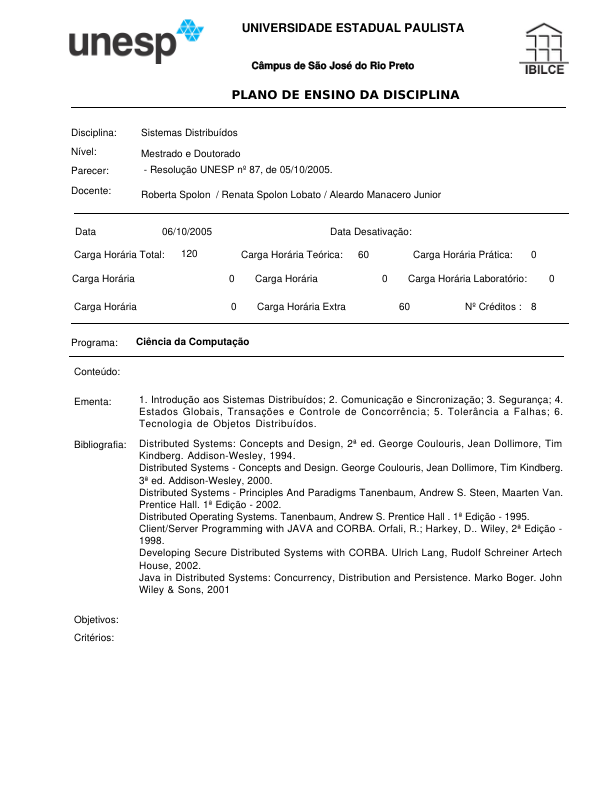 unesp
UNIVERSIDADE ESTADUAL PAULISTA
Câmpus de São José do Rio Preto
IBILCE
PLANO DE ENSINO DA DISCIPLINA
Disciplina: Sistemas Distribuídos
Nível: Mestrado e Doutorado
Parecer: - Resolução UNESP nº 87, de 05/10/2005.
Docente: Roberta Spolon / Renata Spolon Lobato / Aleardo Manacero Junior
Data 06/10/2005 Data Desativação:
Carga Horária Total: 120 Carga Horária Teórica: 60 Carga Horária Prática: 0
Carga Horária 0 Carga Horária 0 Carga Horária Laboratório: 0
Carga Horária 0 Carga Horária Extra 60 Nº Créditos : 8
Programa: Ciência da Computação
Conteúdo:
Ementa: 1. Introdução aos Sistemas Distribuídos; 2. Comunicação e Sincronização; 3. Segurança; 4.
Estados Globais, Transações e Controle de Concorrência; 5. Tolerância a Falhas; 6.
Tecnologia de Objetos Distribuídos.
Bibliografia: Distributed Systems: Concepts and Design, 2ª ed. George Coulouris, Jean Dollimore, Tim
Kindberg. Addison-Wesley, 1994.
Distributed Systems - Concepts and Design. George Coulouris, Jean Dollimore, Tim Kindberg.
3ª ed. Addison-Wesley, 2000.
Distributed Systems - Principles And Paradigms Tanenbaum, Andrew S. Steen, Maarten Van.
Prentice Hall. 1ª Edição - 2002.
Distributed Operating Systems. Tanenbaum, Andrew S. Prentice Hall . 1ª Edição - 1995.
Client/Server Programming with JAVA and CORBA. Orfali, R.; Harkey, D.. Wiley, 2ª Edição -
1998.
Developing Secure Distributed Systems with CORBA. Ulrich Lang, Rudolf Schreiner Artech
House, 2002.
Java in Distributed Systems: Concurrency, Distribution and Persistence. Marko Boger. John
Wiley & Sons, 2001
Objetivos:
Critérios: